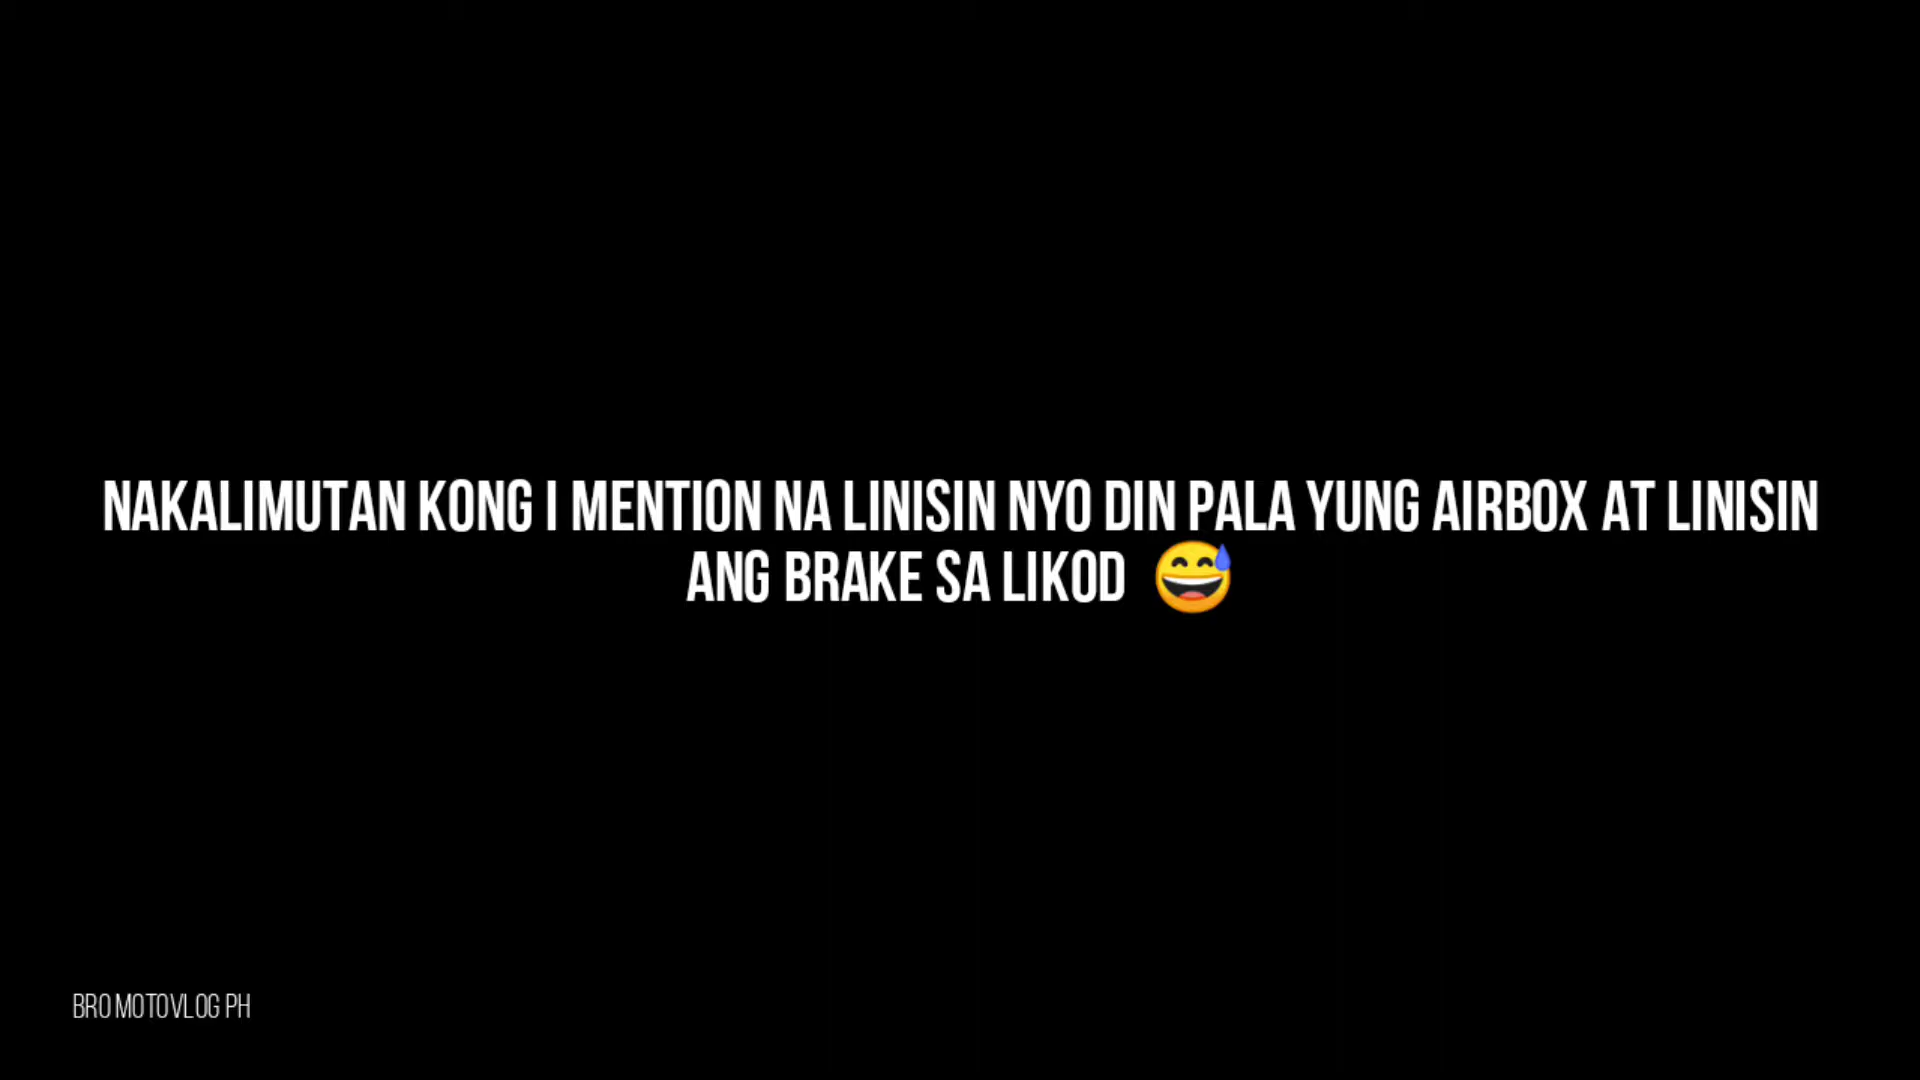 NAKALIMUTAN KONG I MENTION NA LINISIN NYO DIN PALA YUNG AIRBOX AT LINISIN
ANG BRAKE SA LIKOD 😅
BRO MOTOVLOG PH